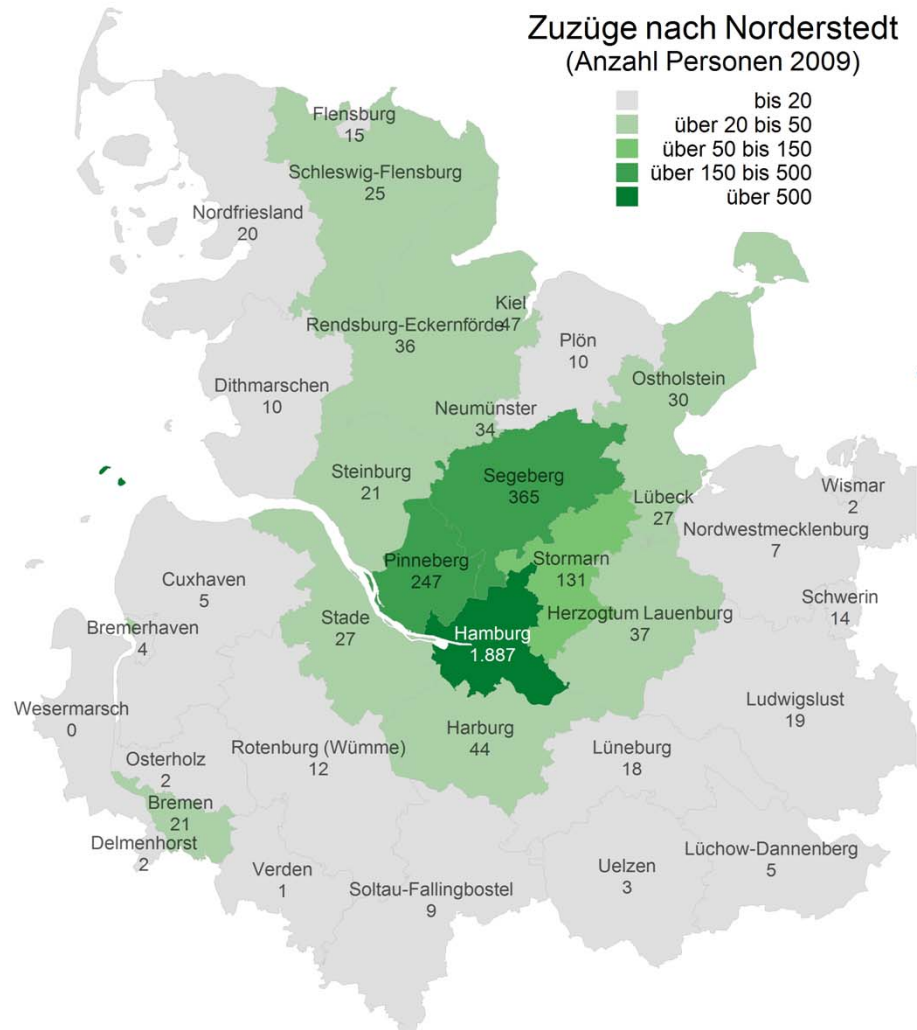 Zuzüge nach Norderstedt
(Anzahl Personen 2009)
bis 20
über 20 bis 50
über 50 bis 150
über 150 bis 500
über 500
Flensburg
15
Schleswig-Flensburg
25
Nordfriesland
20
Kiel
47
Rendsburg-Eckernförde
36
Plön
10
Dithmarschen
10
Ostholstein
30
Neumünster
34
Steinburg
21
Segeberg
365
Lübeck
27
Wismar
2
Nordwestmecklenburg
7
Pinneberg
247
Stormarn
131
Cuxhaven
5
Schwerin
14
Stade
27
Herzogtum Lauenburg
37
Bremerhaven
4
Hamburg
1.887
Wesermarsch
0
Ludwigslust
19
Harburg
44
Rotenburg (Wümme)
12
Lüneburg
18
Osterholz
2
Bremen
21
Delmenhorst
2
Verden
1
Soltau-Fallingbostel
9
Uelzen
3
Lüchow-Dannenberg
5